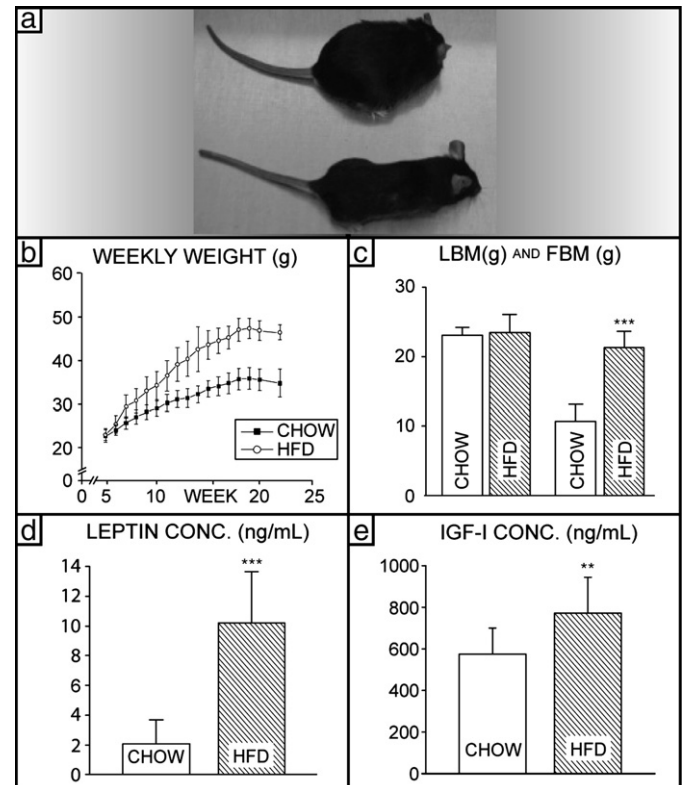 a
b
WEEKLY WEIGHT (g)
60
50
40
30
20
0
0
5
10
WEEK
20
25
CHOW
HFD
c
LBM(g) AND FBM (g)
30
20
10
0
CHOW
HFD
CHOW
HFD
***
d
LEPTIN CONC. (ng/mL)
14
12
10
8
6
4
2
0
CHOW
HFD
***
e
IGF-I CONC. (ng/mL)
1000
800
600
400
200
0
CHOW
HFD
**